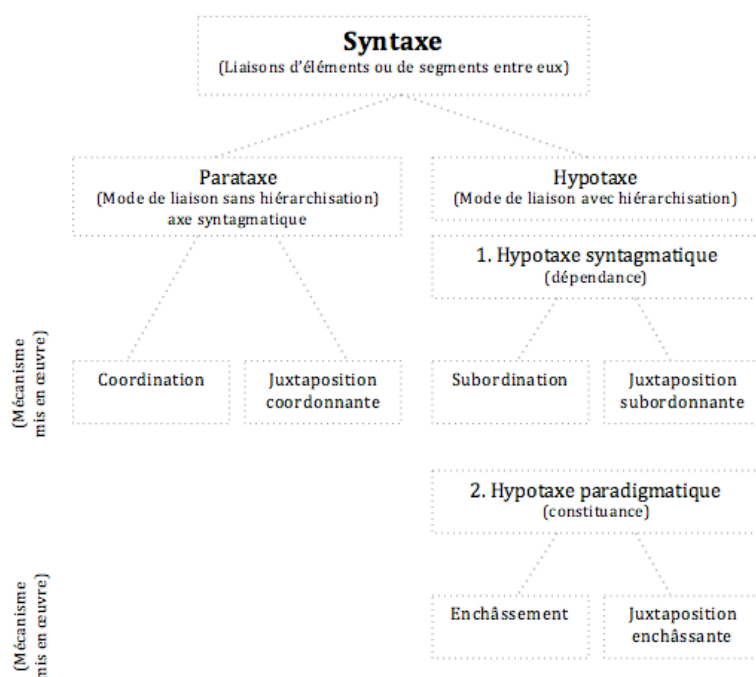 Syntaxe
(Liaisons d'éléments ou de segments entre eux)
Parataxe
(Mode de liaison sans hiérarchisation)
axe syntagmatique
Hypotaxe
(Mode de liaison avec hiérarchisation)
1. Hypotaxe syntagmatique
(dépendance)
(Mécanisme
mis en œuvre)
Coordination
Juxtaposition
coordonnante
Subordination
Juxtaposition
subordonnante
2. Hypotaxe paradigmatique
(constituance)
(Mécanisme
mis en œuvre)
Enchâssement
Juxtaposition
enchâssante